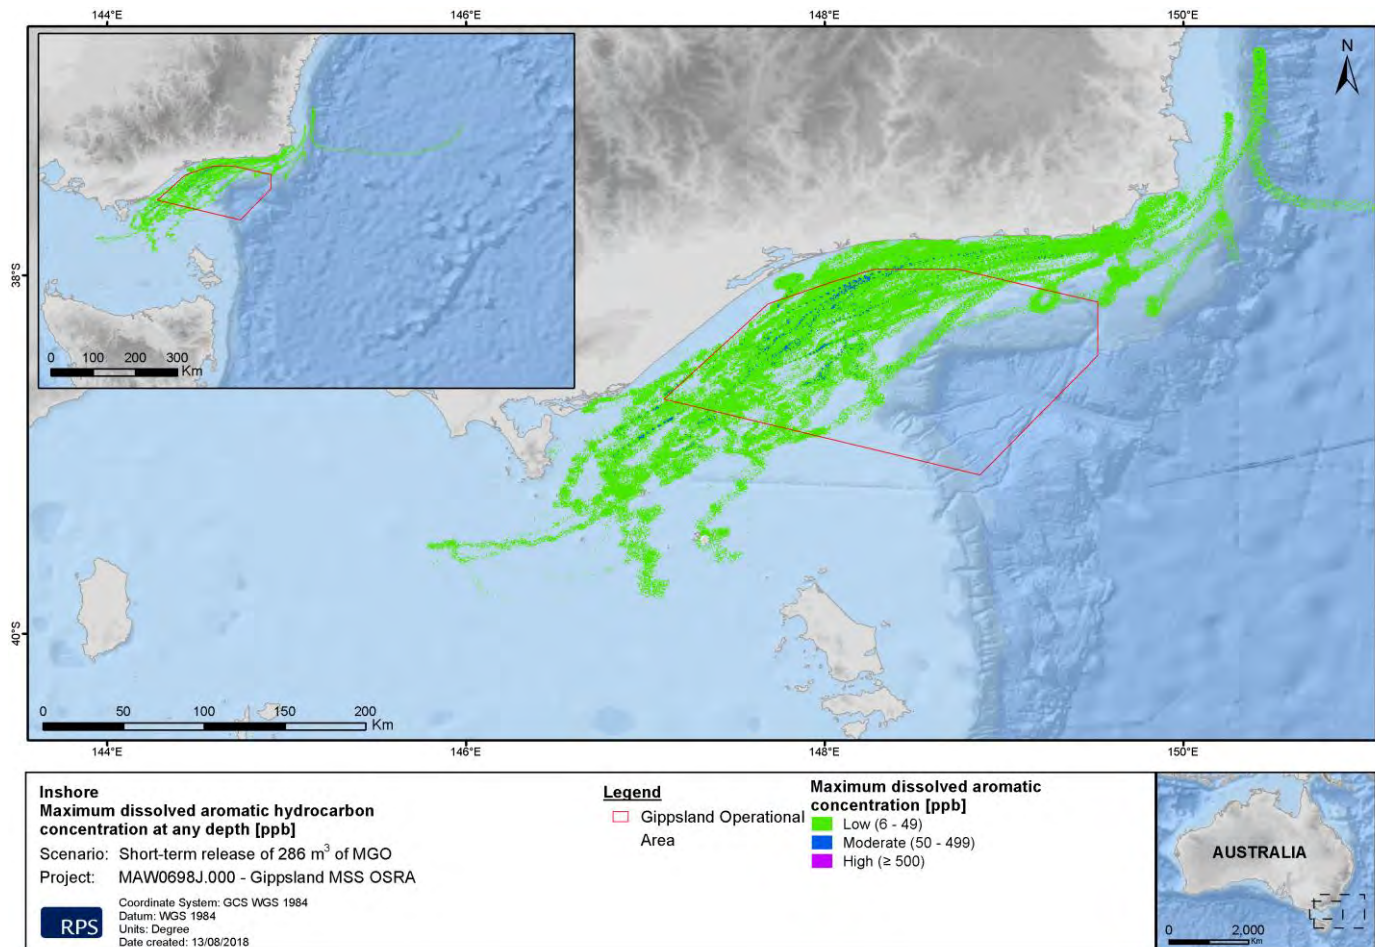 144°E 146°E 148°E 150°E
N
38°S
0 100 200 300
Km
40°S
0 50 100 150 200
Km
144°E 146°E 148°E 150°E
Inshore
Maximum dissolved aromatic hydrocarbon
concentration at any depth [ppb]
Scenario: Short-term release of 286 m³ of MGO
Project: MAW0698J.000 - Gippsland MSS OSRA
RPS
Coordinate System: GCS WGS 1984
Datum: WGS 1984
Units: Degree
Date created: 13/08/2018
Legend
Gippsland Operational
Area
Maximum dissolved aromatic
concentration [ppb]
Low (6 - 49)
Moderate (50 - 499)
High (≥ 500)
AUSTRALIA
0 2,000
Km